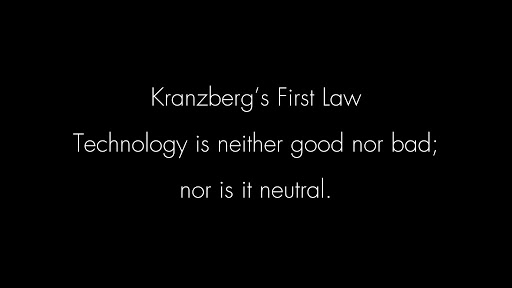 Kranzberg's First Law
Technology is neither good nor bad;
nor is it neutral.